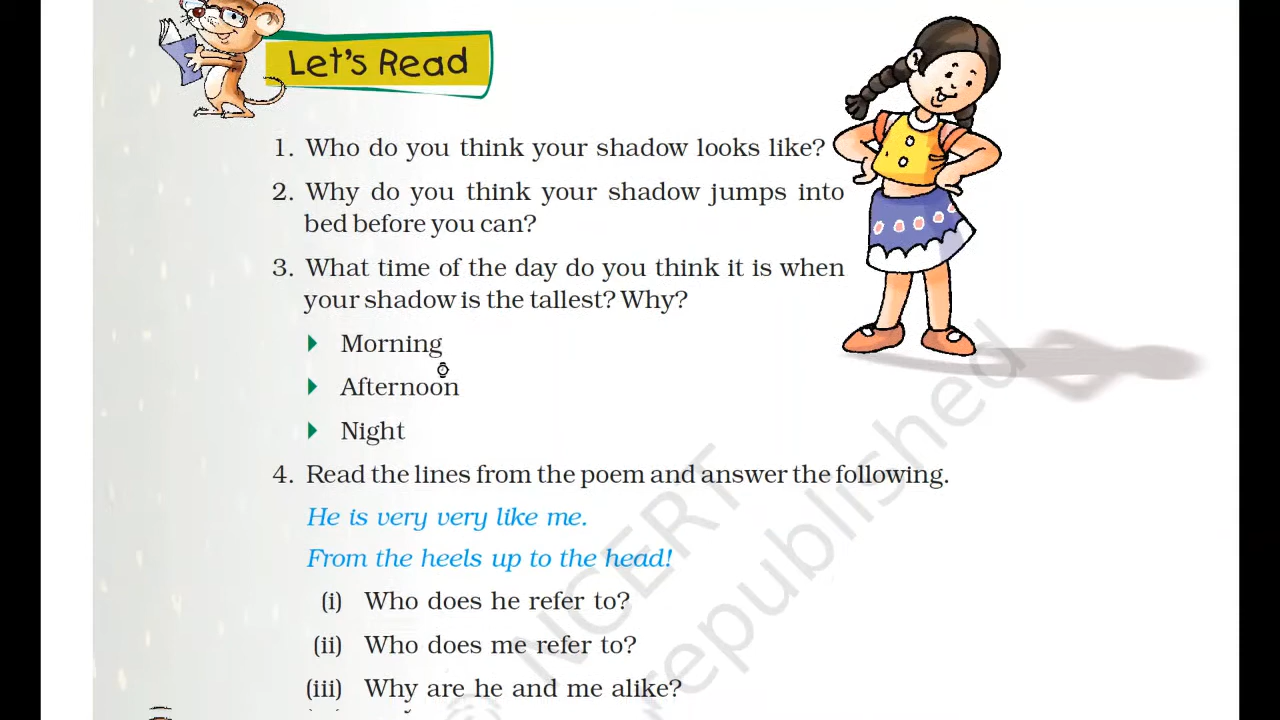 Let's Read
1. Who do you think your shadow looks like?
2. Why do you think your shadow jumps into
bed before you can?
3. What time of the day do you think it is when
your shadow is the tallest? Why?
Morning
Afternoon
Night
4. Read the lines from the poem and answer the following.
He is very very like me.
From the heels up to the head!
(i) Who does he refer to?
(ii) Who does me refer to?
(iii) Why are he and me alike?
© NCERT
republished